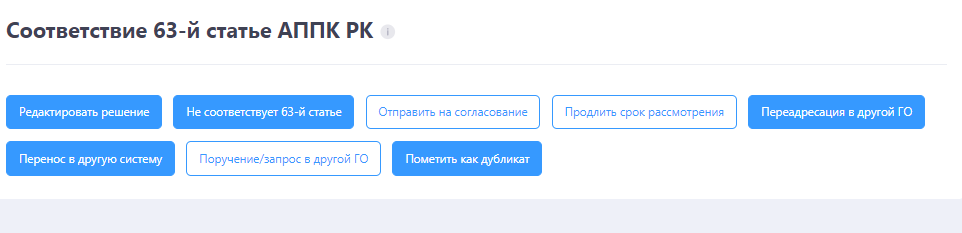 Соответствие 63-й статье АППК РК i
Редактировать решение Не соответствует 63-й статье Отправить на согласование Продлить срок рассмотрения Переадресация в другой ГО
Перенос в другую систему Поручение/запрос в другой ГО Пометить как дубликат